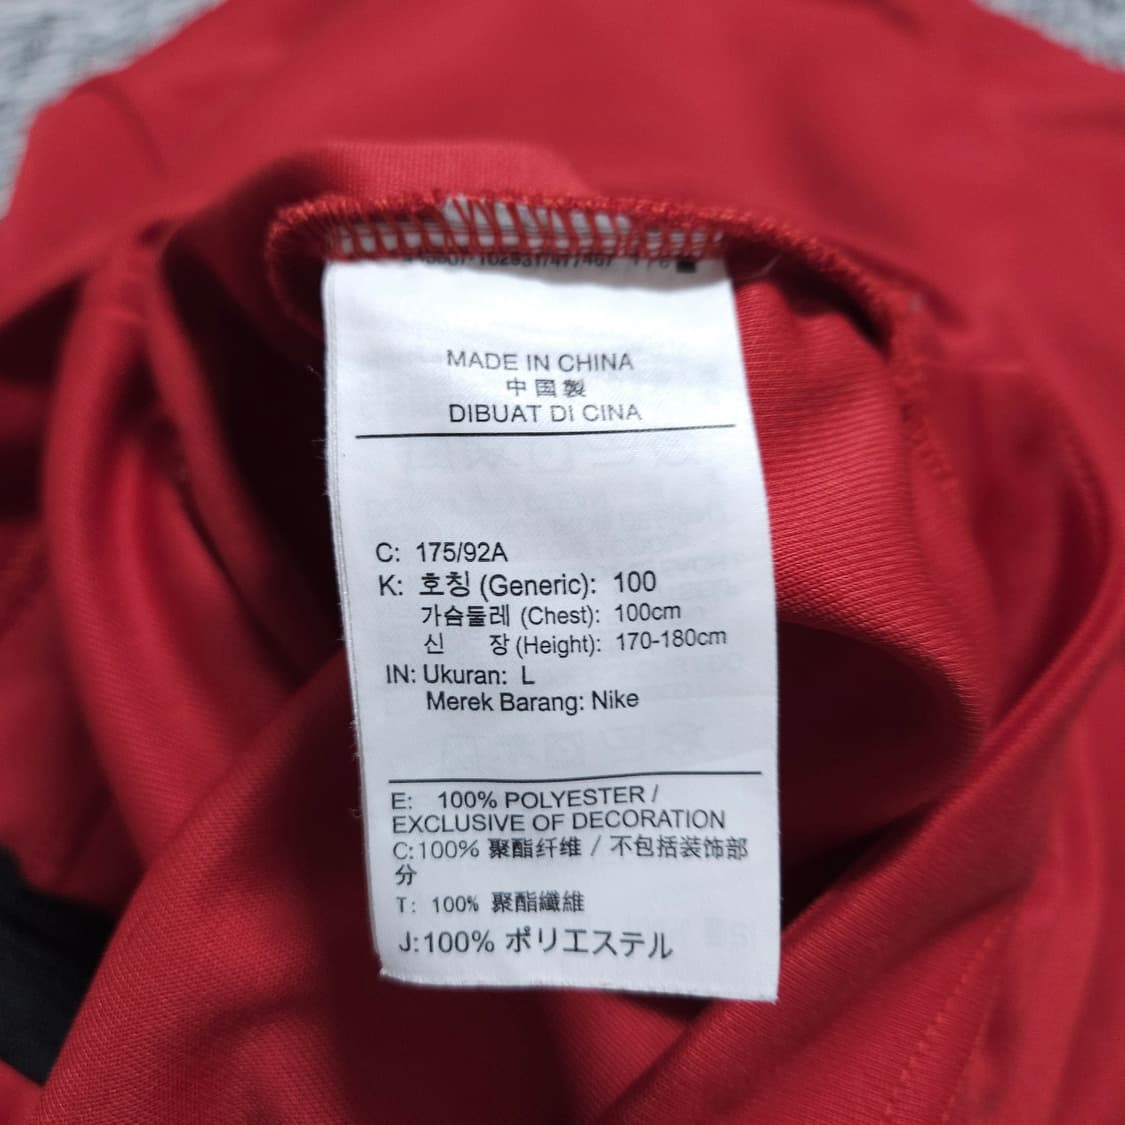 MADE IN CHINA
中国製
DIBUAT DI CINA
C: 175/92A
K: 호칭 (Generic): 100
가슴둘레 (Chest): 100cm
신 장 (Height): 170-180cm
IN: Ukuran: L
Merek Barang: Nike
E: 100% POLYESTER /
EXCLUSIVE OF DECORATION
C:100% 聚酯纤维 / 不包括装饰部
分
T: 100% 聚酯纖維
J:100% ポリエステル